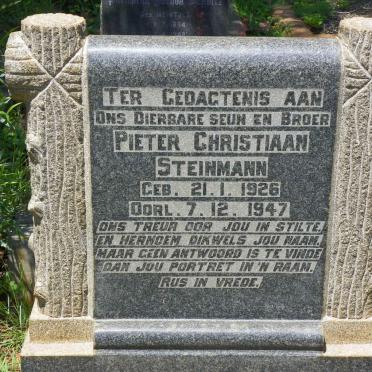 TER GEDAGTENIS AAN
ONS DIERBARE SEUN EN BROER
PIETER CHRISTIAAN
STEINMANN
GEB. 21.1.1926
OORL. 7.12.1947
ONS TREUR OOR JOU IN STILTE,
EN HERNOEM DIKWELS JOU NAAM,
MAAR GEEN ANTWOORD IS TE VINDE
DAN JOU PORTRET IN 'N RAAM.
RUS IN VREDE.